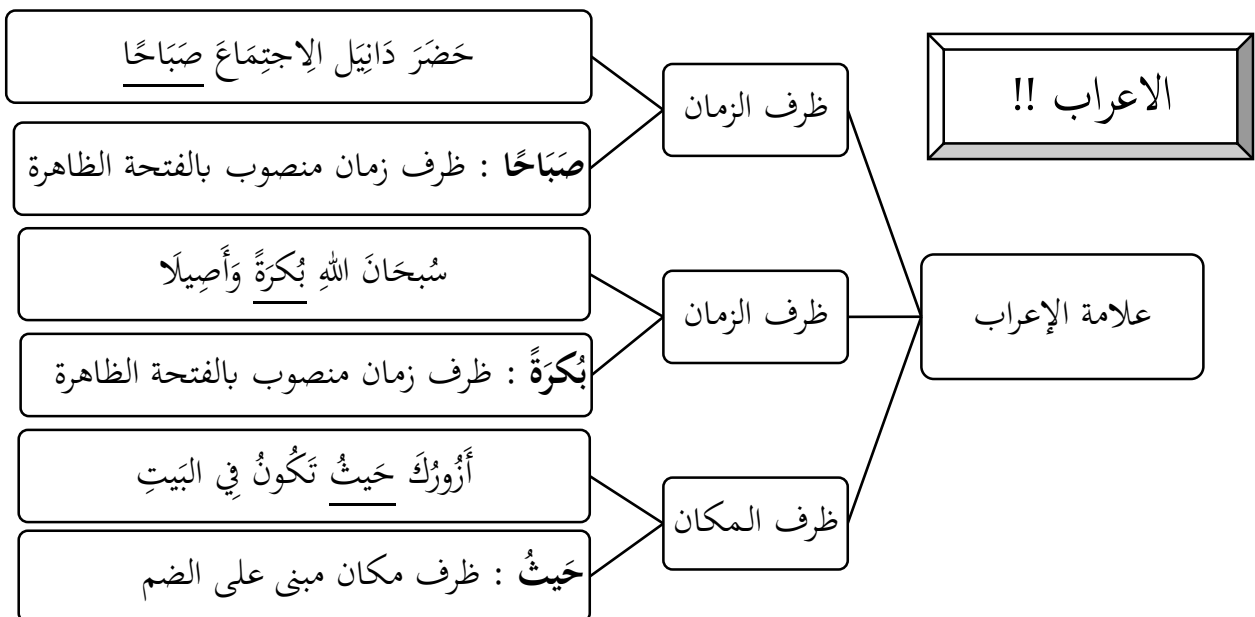 الاعراب !!
علامة الإعراب
ظرف الزمان
حَضَرَ دَانِيَل الِاجتِمَاعَ صَبَاحًا
صَبَاحًا : ظرف زمان منصوب بالفتحة الظاهرة
ظرف الزمان
سُبحَانَ اللهِ بُكرَةً وَأَصِيلَا
بُكرَةً : ظرف زمان منصوب بالفتحة الظاهرة
ظرف المكان
أَزُورُكَ حَيثُ تَكُونُ فِي البَيتِ
حَيثُ : ظرف مكان مبنى على الضم